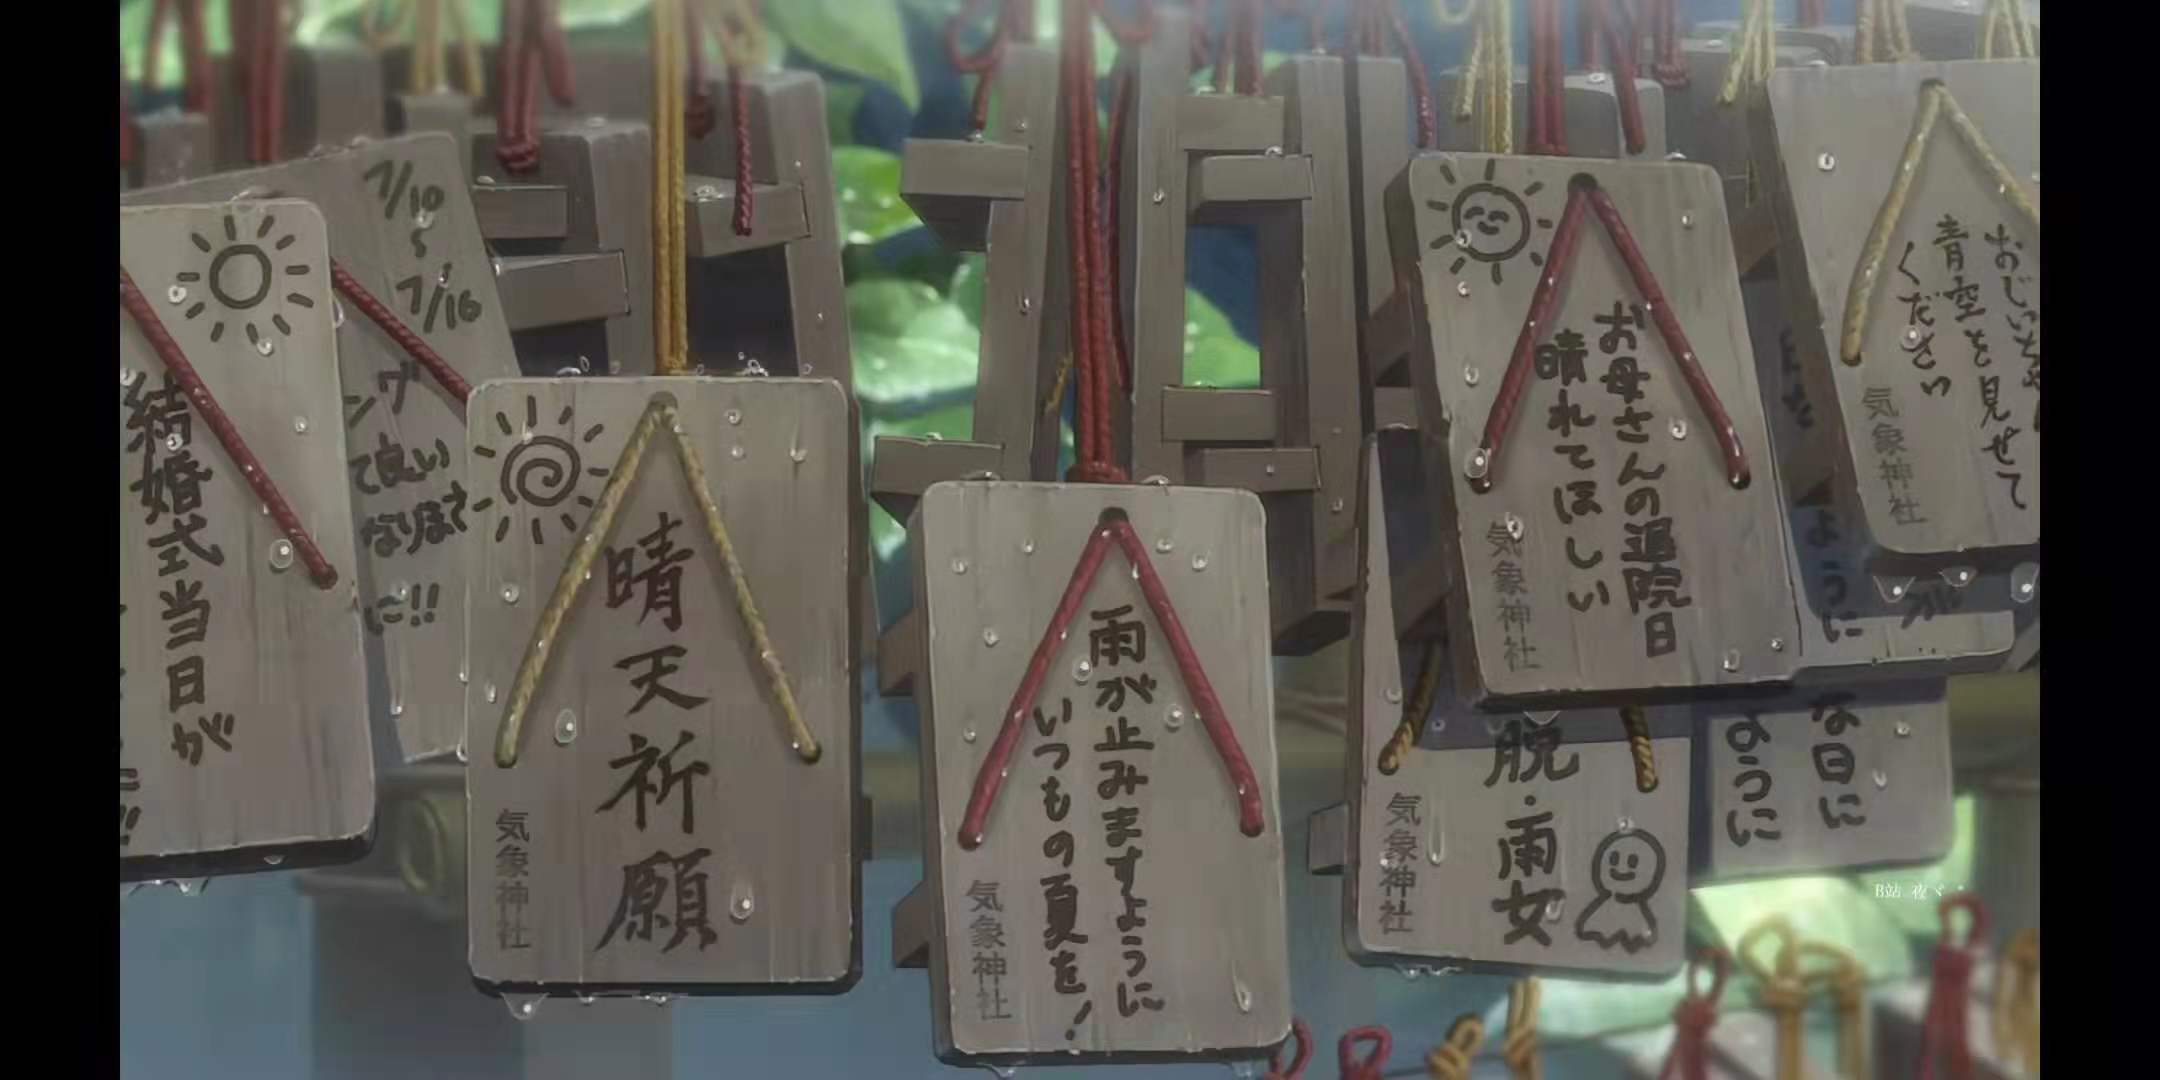 結婚式当日が
7/10
〜
7/16
ング
て良い
なりますよう
に!!
晴天祈願
気象神社
雨が止みますように
いつもの夏を!
気象神社
お母さんの退院日
晴れてほしい
気象神社
脱・雨女
気象神社
な日に
ように
ように
おじいちゃ
青空を見せて
ください
気象神社
が
B站